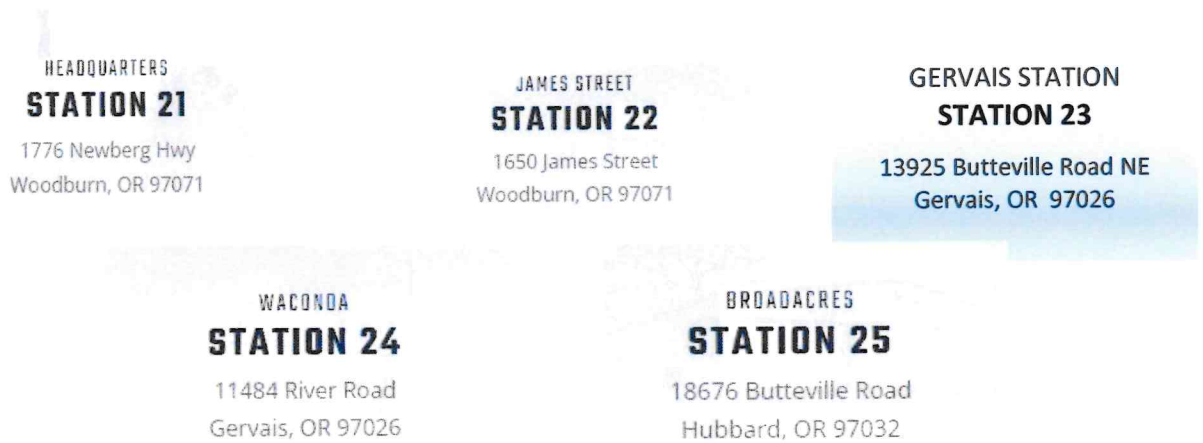 HEADQUARTERS
STATION 21
1776 Newberg Hwy
Woodburn, OR 97071
JAMES STREET
STATION 22
1650 James Street
Woodburn, OR 97071
GERVAIS STATION
STATION 23
13925 Butteville Road NE
Gervais, OR 97026
WACONDA
STATION 24
11484 River Road
Gervais, OR 97026
BROADACRES
STATION 25
18676 Butteville Road
Hubbard, OR 97032